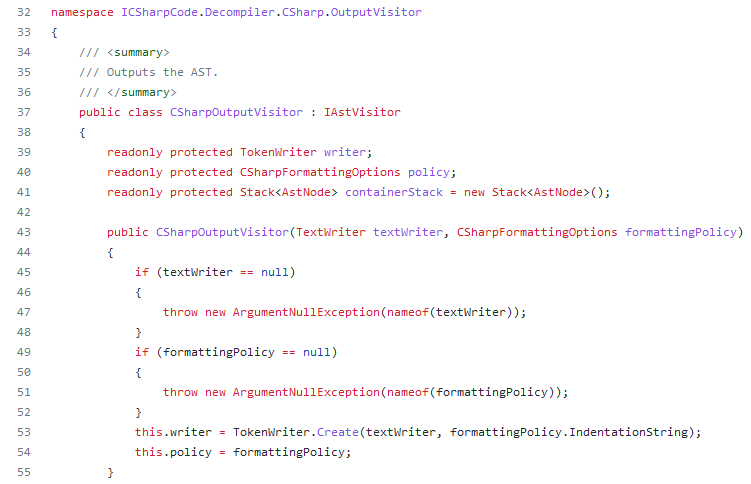 32 namespace ICSharpCode.Decompiler.CSharp.OutputVisitor
33 {
34     /// <summary>
35     /// Outputs the AST.
36     /// </summary>
37     public class CSharpOutputVisitor : IAstVisitor
38     {
39         readonly protected TokenWriter writer;
40         readonly protected CSharpFormattingOptions policy;
41         readonly protected Stack<AstNode> containerStack = new Stack<AstNode>();
42
43         public CSharpOutputVisitor(TextWriter textWriter, CSharpFormattingOptions formattingPolicy)
44         {
45             if (textWriter == null)
46             {
47                 throw new ArgumentNullException(nameof(textWriter));
48             }
49             if (formattingPolicy == null)
50             {
51                 throw new ArgumentNullException(nameof(formattingPolicy));
52             }
53             this.writer = TokenWriter.Create(textWriter, formattingPolicy.IndentationString);
54             this.policy = formattingPolicy;
55         }